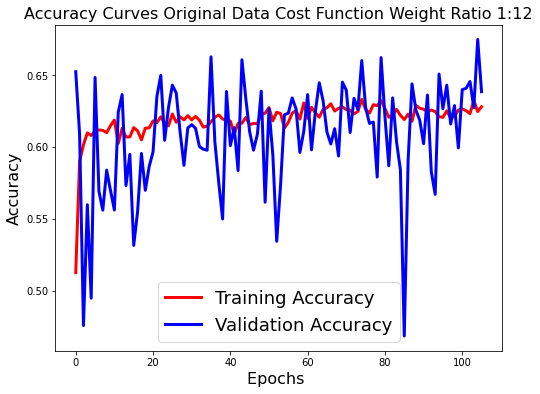 Accuracy Curves Original Data Cost Function Weight Ratio 1:12
Accuracy
0.65
0.60
0.55
0.50
Training Accuracy
Validation Accuracy
0 20 40 60 80 100
Epochs